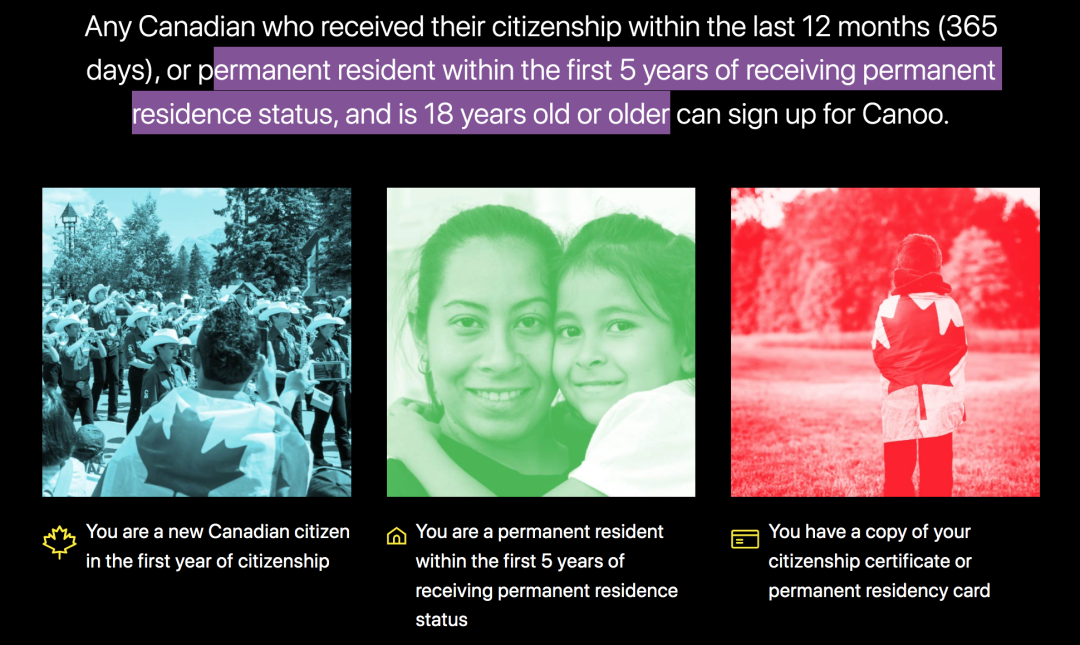 Any Canadian who received their citizenship within the last 12 months (365
days), or permanent resident within the first 5 years of receiving permanent
residence status, and is 18 years old or older can sign up for Canoo.
You are a new Canadian citizen
in the first year of citizenship
You are a permanent resident
within the first 5 years of
receiving permanent residence
status
You have a copy of your
citizenship certificate or
permanent residency card